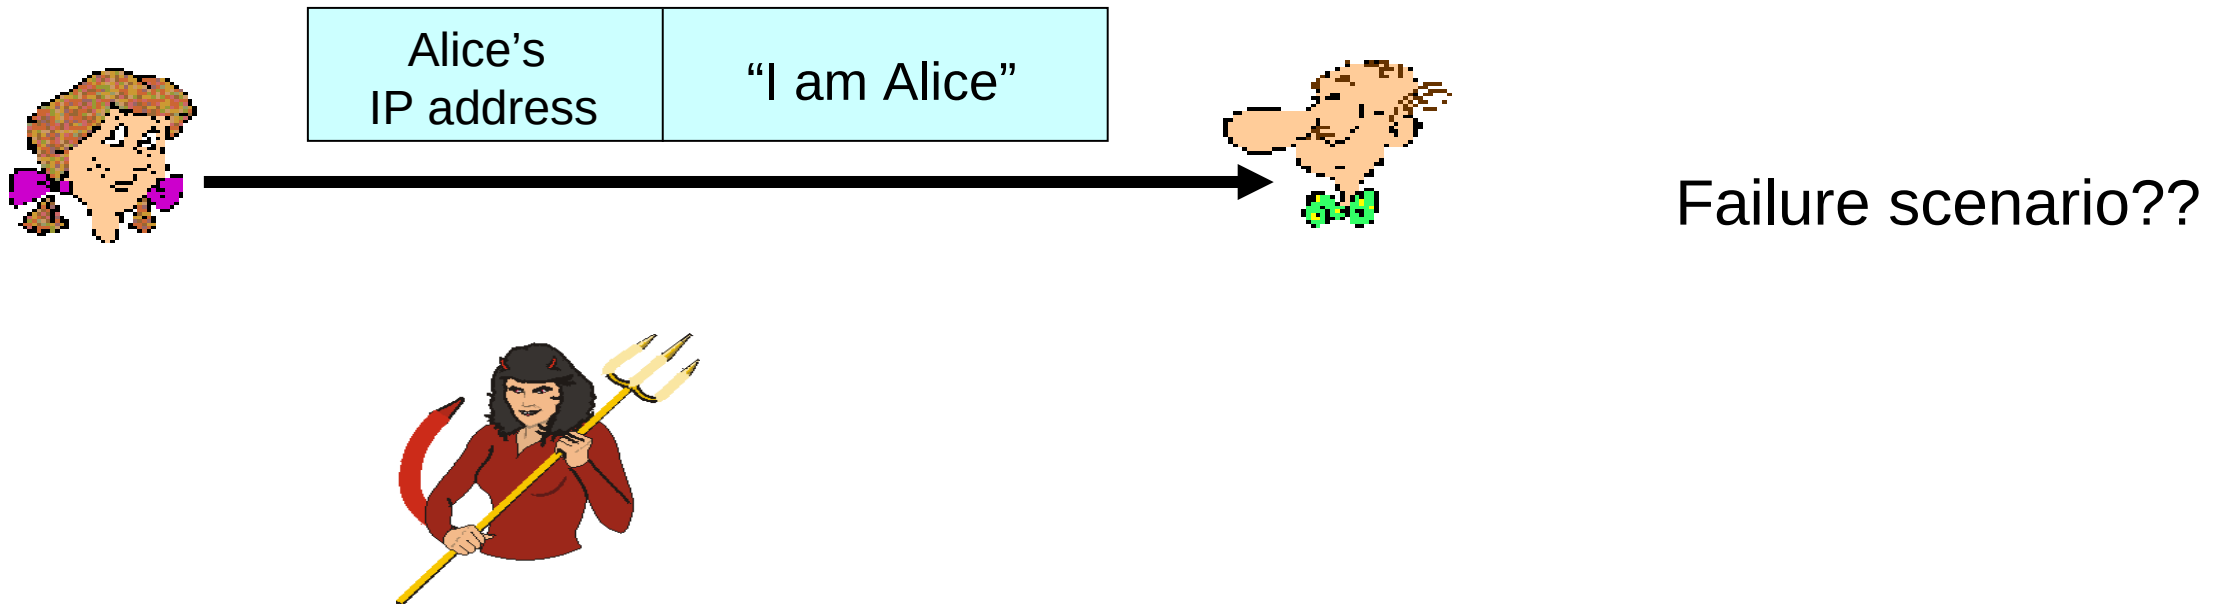 Alice’s
IP address
“I am Alice”
Failure scenario??